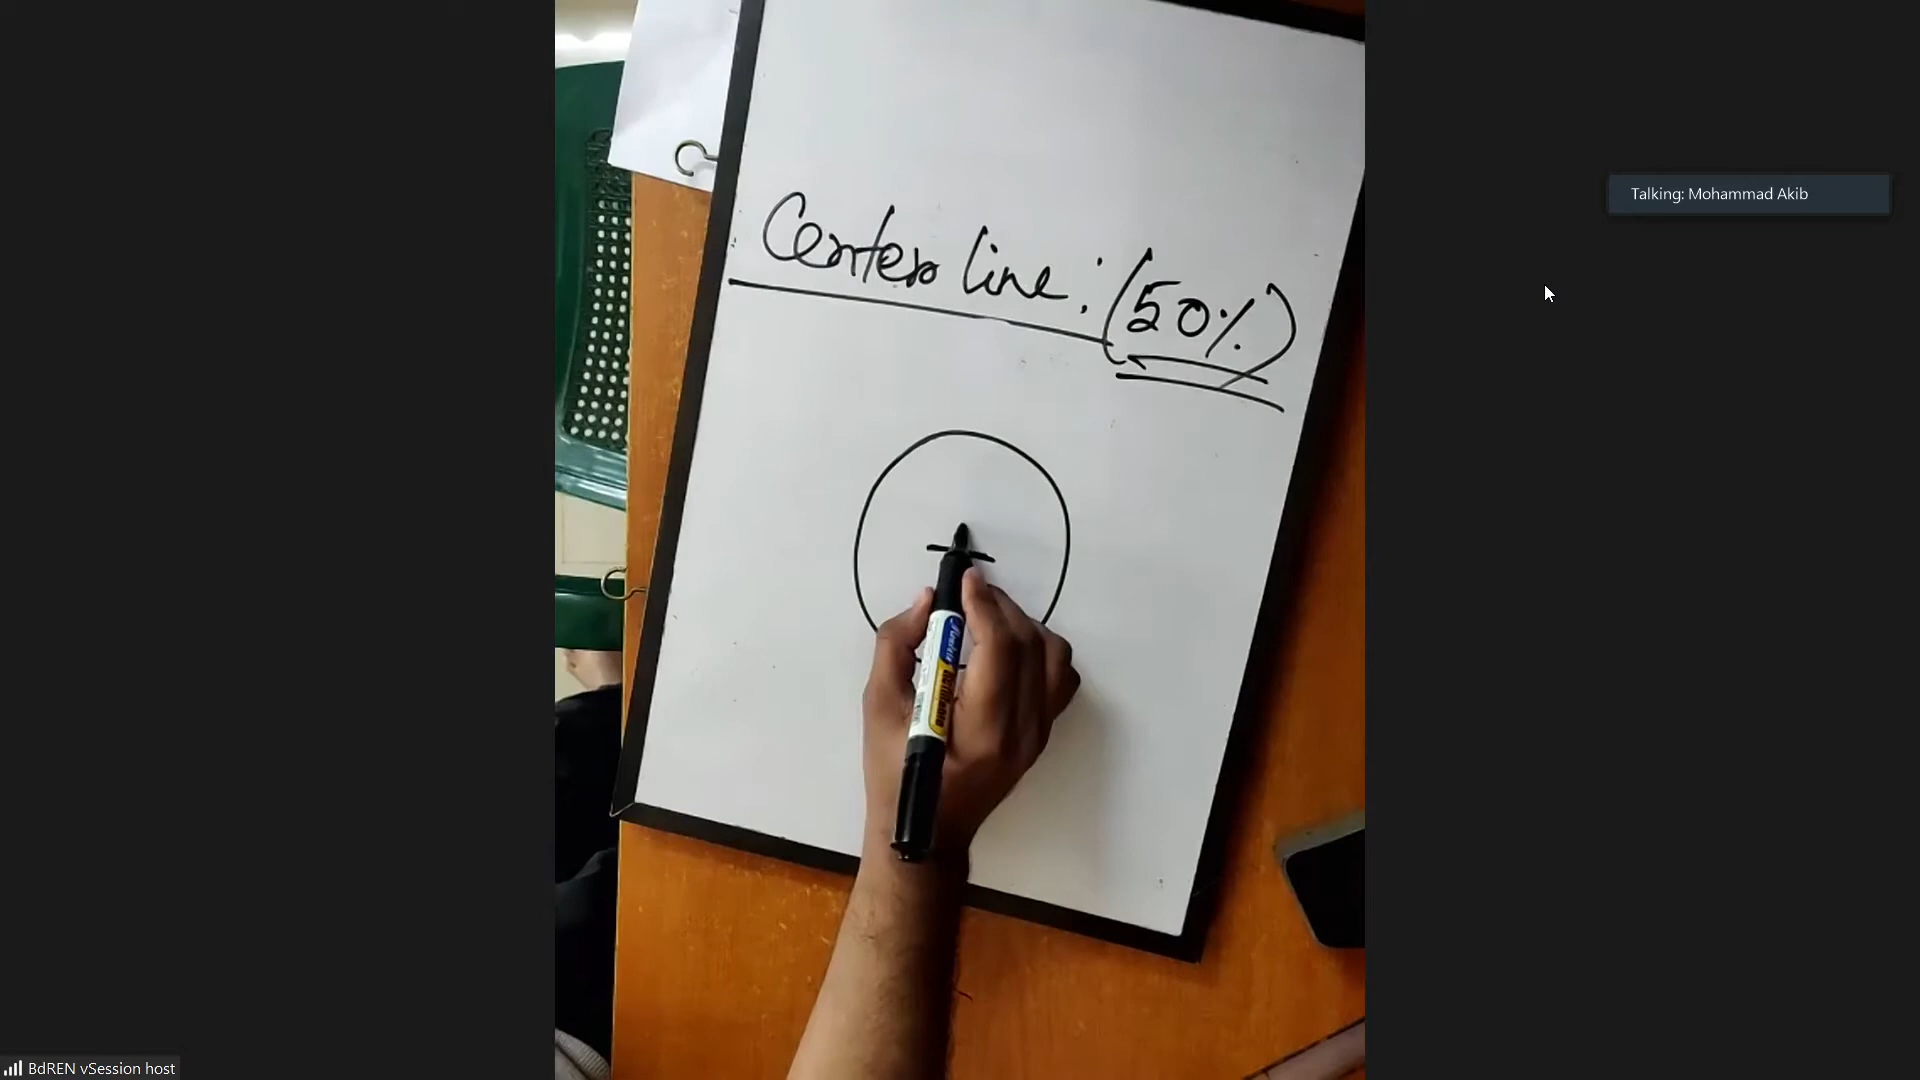 Center line : (50%)
Talking: Mohammad Akib
BdREN vSession host